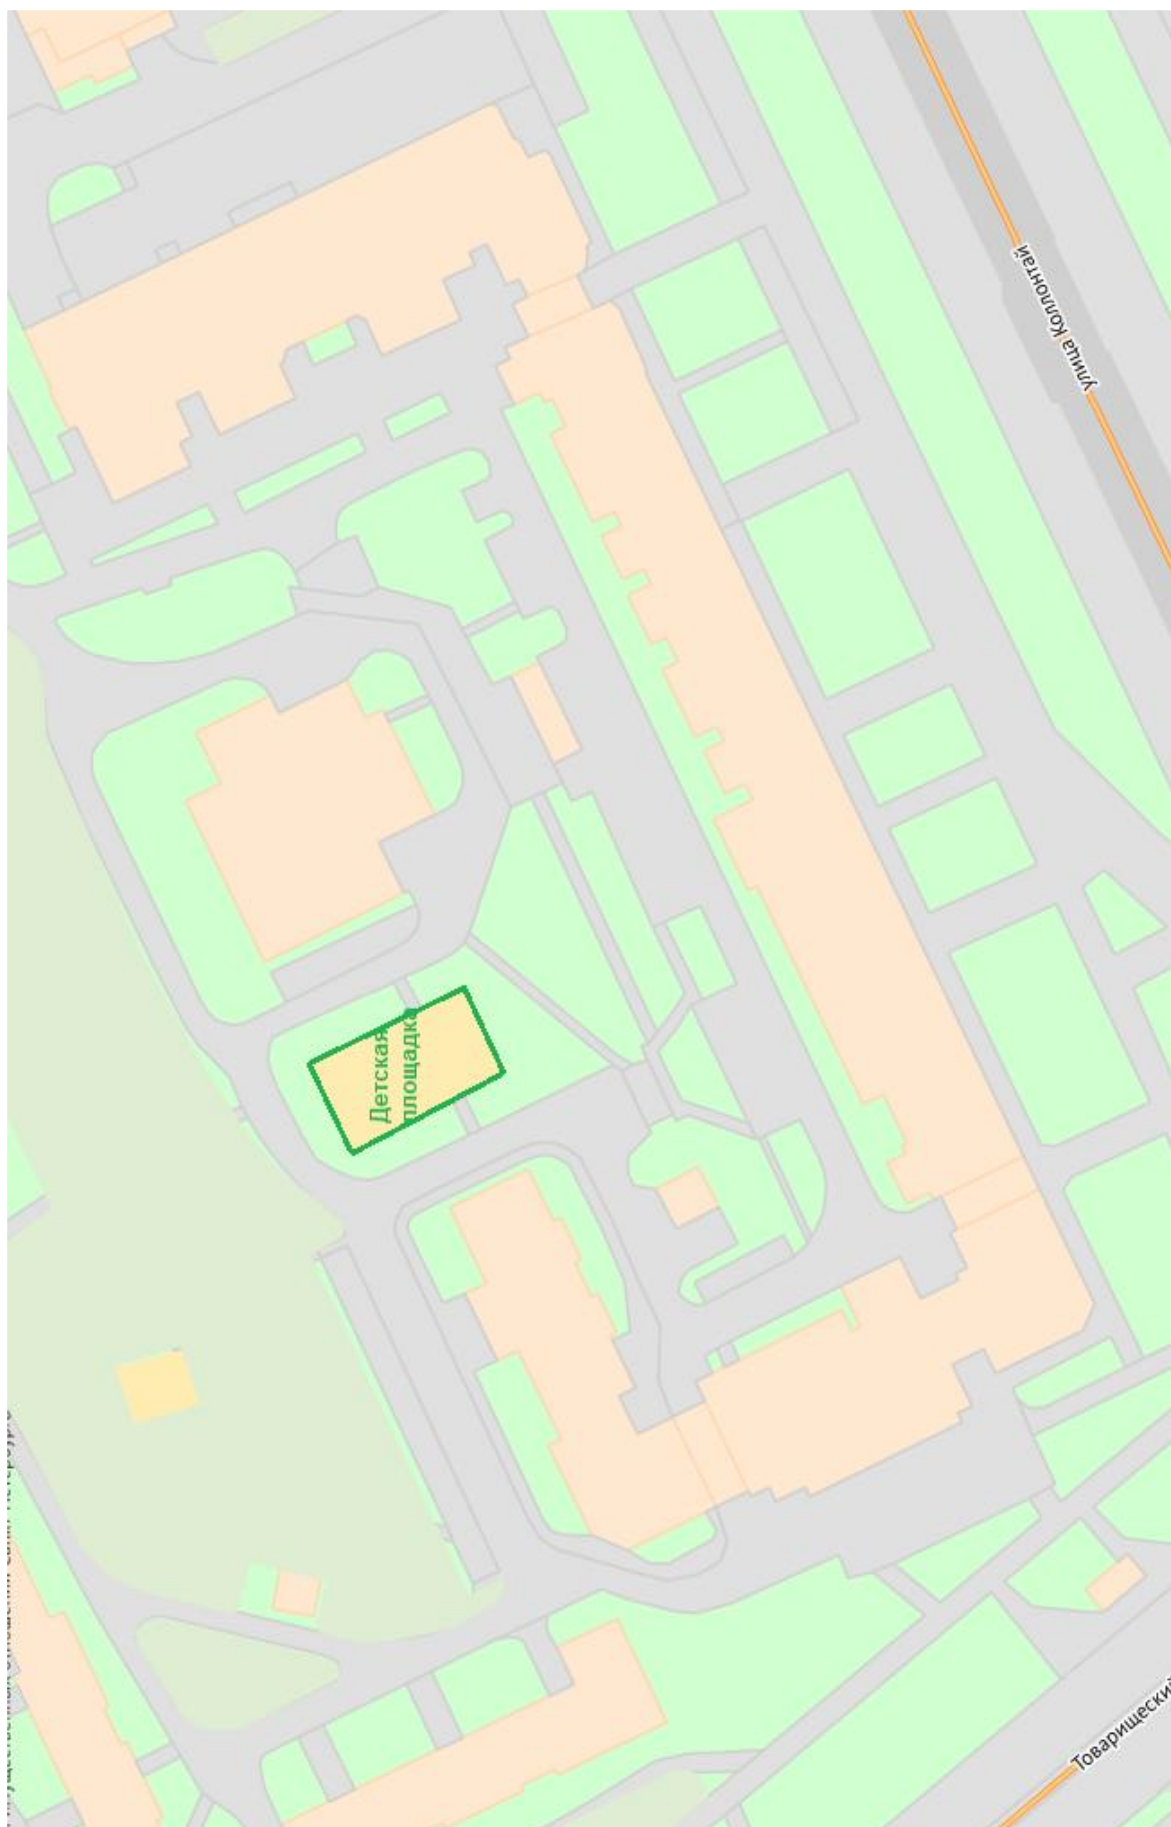 улица Коллонтай
Детская
площадка
Товарищеский